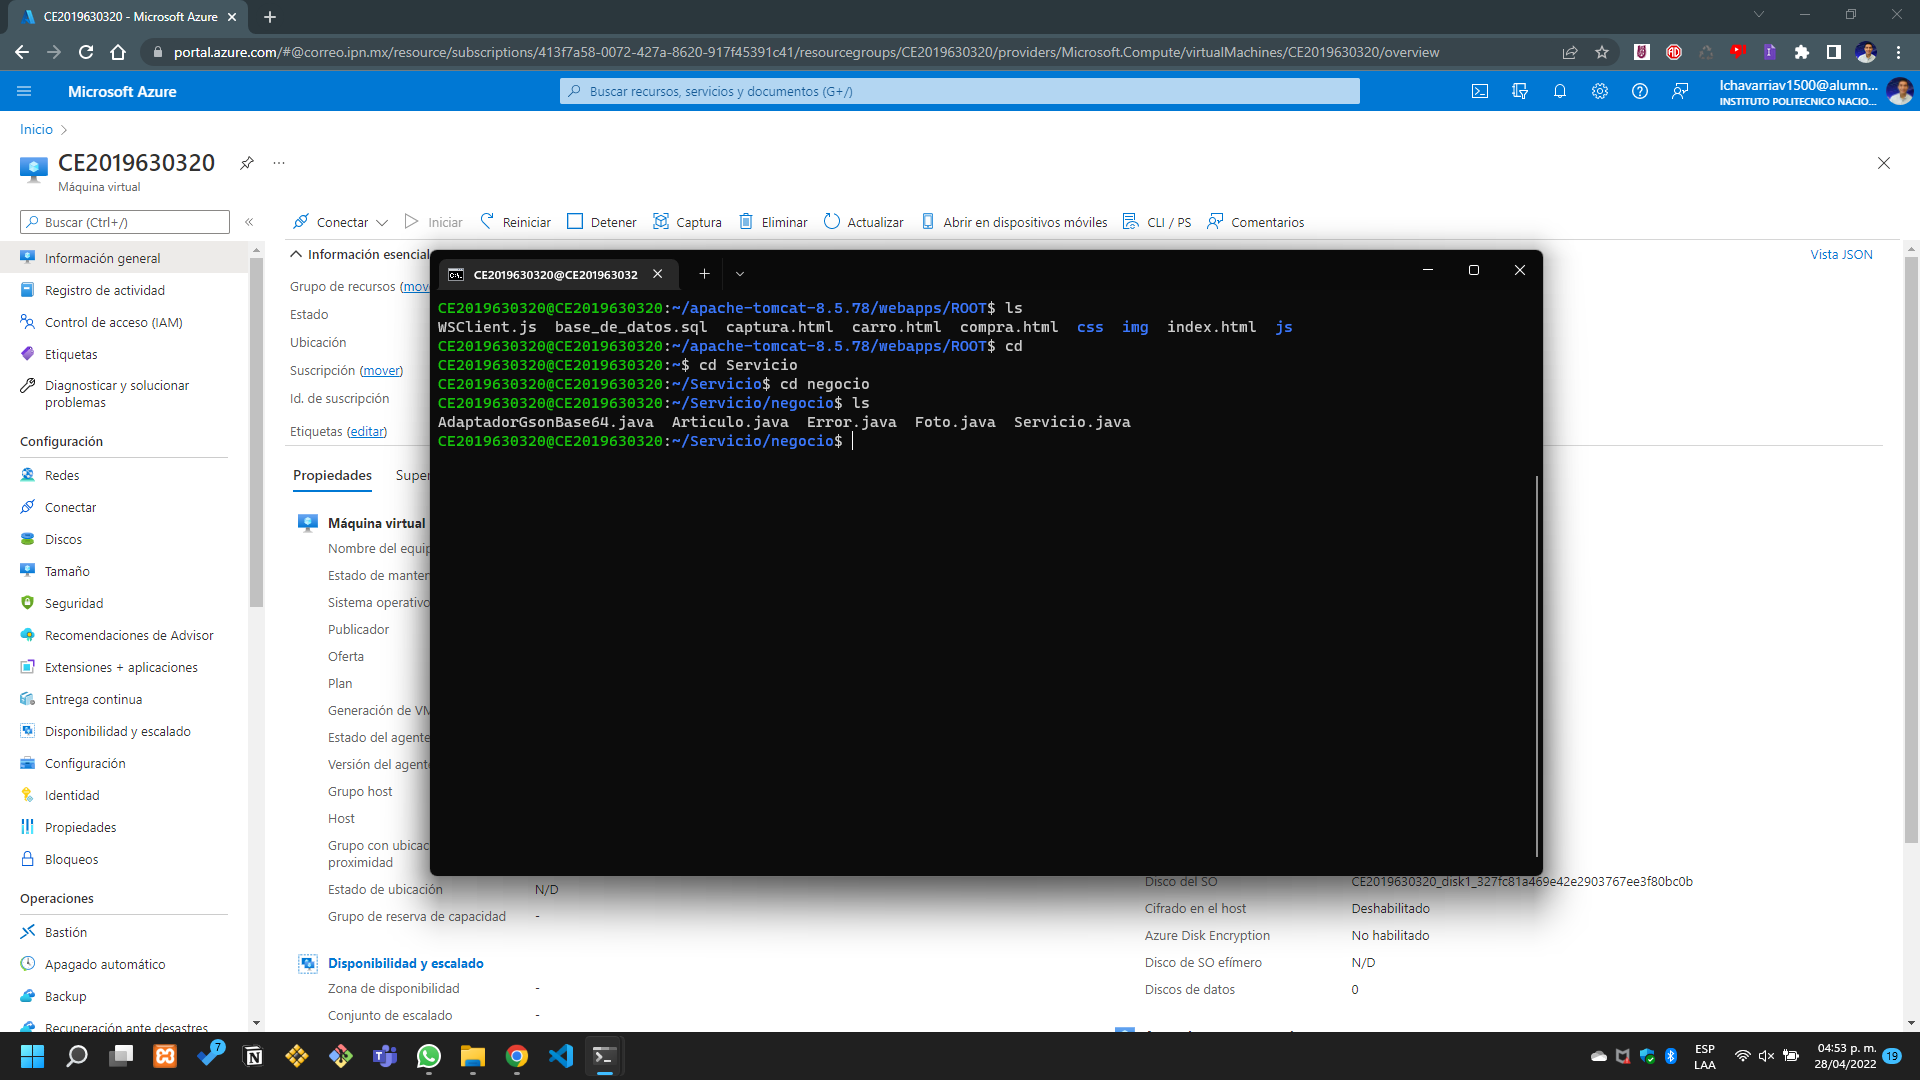 CE2019630320 - Microsoft Azure
portal.azure.com/#@correo.ipn.mx/resource/subscriptions/413f7a58-0072-427a-8620-917f45391c41/resourcegroups/CE2019630320/providers/Microsoft.Compute/virtualMachines/CE2019630320/overview
Microsoft Azure
Buscar recursos, servicios y documentos (G+/)
lchavarriav1500@alumn...
INSTITUTO POLITECNICO NACIO...
Inicio
CE2019630320
Máquina virtual
Buscar (Ctrl+/)
Conectar
Iniciar
Reiniciar
Detener
Captura
Eliminar
Actualizar
Abrir en dispositivos móviles
CLI / PS
Comentarios
Información general
Registro de actividad
Control de acceso (IAM)
Etiquetas
Diagnosticar y solucionar
problemas
Configuración
Redes
Conectar
Discos
Tamaño
Seguridad
Recomendaciones de Advisor
Extensiones + aplicaciones
Entrega continua
Disponibilidad y escalado
Configuración
Identidad
Propiedades
Bloqueos
Operaciones
Bastión
Apagado automático
Backup
Recuperación ante desastres
Información esencial
Vista JSON
Grupo de recursos (mov
Estado
Ubicación
Suscripción (mover)
Id. de suscripción
Etiquetas (editar)
Propiedades
Super
Máquina virtual
Nombre del equip
Estado de manten
Sistema operativo
Publicador
Oferta
Plan
Generación de VM
Estado del agente
Versión del agent
Grupo host
Host
Grupo con ubicac
proximidad
Estado de ubicación N/D
Grupo de reserva de capacidad -
Disponibilidad y escalado
Zona de disponibilidad -
Conjunto de escalado -
CE2019630320@CE201963032
CE2019630320@CE2019630320:~/apache-tomcat-8.5.78/webapps/ROOT$ ls
WSClient.js base_de_datos.sql captura.html carro.html compra.html css img index.html js
CE2019630320@CE2019630320:~/apache-tomcat-8.5.78/webapps/ROOT$ cd
CE2019630320@CE2019630320:~$ cd Servicio
CE2019630320@CE2019630320:~/Servicio$ cd negocio
CE2019630320@CE2019630320:~/Servicio/negocio$ ls
AdaptadorGsonBase64.java Articulo.java Error.java Foto.java Servicio.java
CE2019630320@CE2019630320:~/Servicio/negocio$
Disco del SO CE2019630320_disk1_327fc81a469e42e2903767ee3f80bc0b
Cifrado en el host Deshabilitado
Azure Disk Encryption No habilitado
Disco de SO efímero N/D
Discos de datos 0
7
ESP
LAA
04:53 p. m.
28/04/2022
19